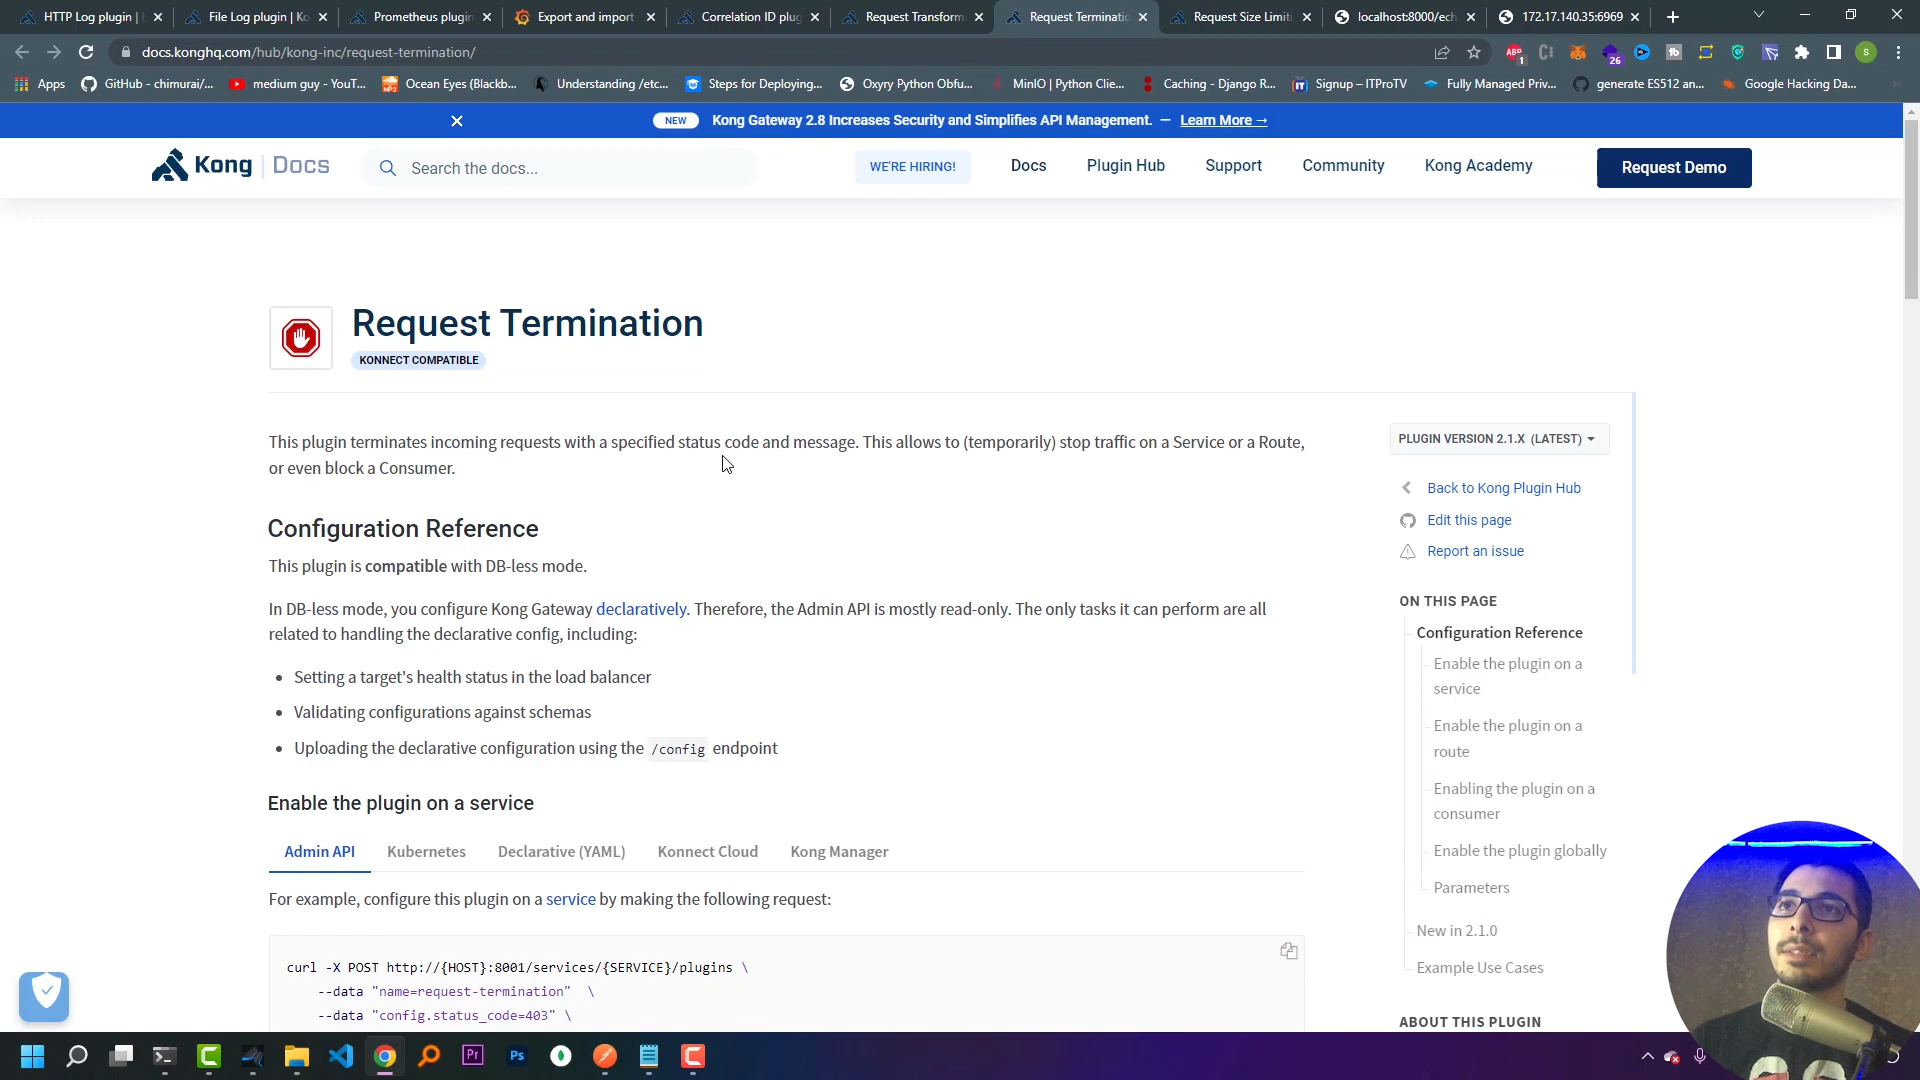 HTTP Log plugin |
File Log plugin | Ko
Prometheus plugin
Export and import
Correlation ID plug
Request Transform
Request Terminatio
Request Size Limiti
localhost:8000/ech
172.17.140.35:6969
docs.konghq.com/hub/kong-inc/request-termination/
Apps
GitHub - chimurai/...
medium guy - YouT...
Ocean Eyes (Blackb...
Understanding /etc...
Steps for Deploying...
Oxyry Python Obfu...
MinIO | Python Clie...
Caching - Django R...
Signup – ITProTV
Fully Managed Priv...
generate ES512 an...
Google Hacking Da...
NEW Kong Gateway 2.8 Increases Security and Simplifies API Management. — Learn More →
Kong | Docs
Search the docs...
WE'RE HIRING!
Docs
Plugin Hub
Support
Community
Kong Academy
Request Demo
Request Termination
KONNECT COMPATIBLE
This plugin terminates incoming requests with a specified status code and message. This allows to (temporarily) stop traffic on a Service or a Route,
or even block a Consumer.
Configuration Reference
This plugin is compatible with DB-less mode.
In DB-less mode, you configure Kong Gateway declaratively. Therefore, the Admin API is mostly read-only. The only tasks it can perform are all
related to handling the declarative config, including:
• Setting a target's health status in the load balancer
• Validating configurations against schemas
• Uploading the declarative configuration using the /config endpoint
Enable the plugin on a service
Admin API
Kubernetes
Declarative (YAML)
Konnect Cloud
Kong Manager
For example, configure this plugin on a service by making the following request:
curl -X POST http://{HOST}:8001/services/{SERVICE}/plugins \
--data "name=request-termination" \
--data "config.status_code=403" \
PLUGIN VERSION 2.1.X (LATEST)
Back to Kong Plugin Hub
Edit this page
Report an issue
ON THIS PAGE
Configuration Reference
Enable the plugin on a
service
Enable the plugin on a
route
Enabling the plugin on a
consumer
Enable the plugin globally
Parameters
New in 2.1.0
Example Use Cases
ABOUT THIS PLUGIN